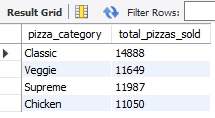 Result Grid Filter Rows:
pizza_category total_pizzas_sold
Classic 14888
Veggie 11649
Supreme 11987
Chicken 11050